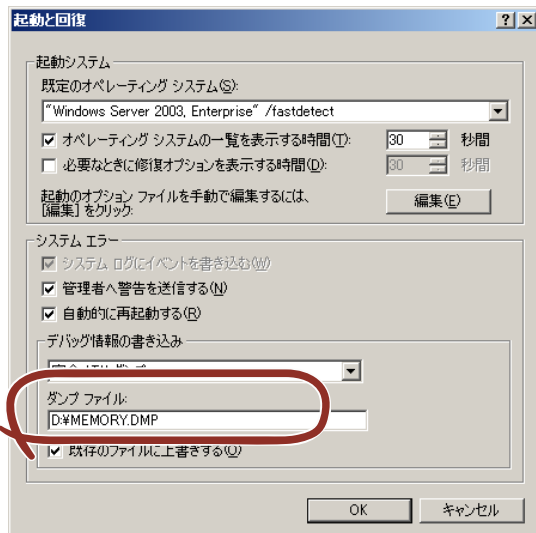 起動と回復
起動システム
既定のオペレーティング システム(S):
"Windows Server 2003, Enterprise" /fastdetect
オペレーティング システムの一覧を表示する時間(T):
30
秒間
必要なときに修復オプションを表示する時間(D):
30
秒間
起動のオプション ファイルを手動で編集するには、
[編集] をクリック:
編集(E)
システム エラー
システム ログにイベントを書き込む(W)
管理者へ警告を送信する(N)
自動的に再起動する(R)
デバッグ情報の書き込み
ダンプ ファイル:
D:¥MEMORY.DMP
既存のファイルに上書きする(O)
OK
キャンセル